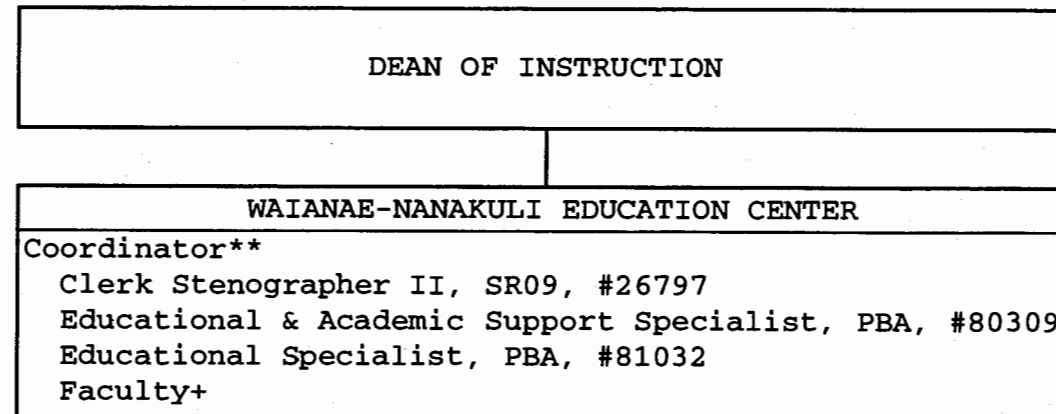 DEAN OF INSTRUCTION
WAIANAE-NANAKULI EDUCATION CENTER
Coordinator**
Clerk Stenographer II, SR09, #26797
Educational & Academic Support Specialist, PBA, #80309
Educational Specialist, PBA, #81032
Faculty+